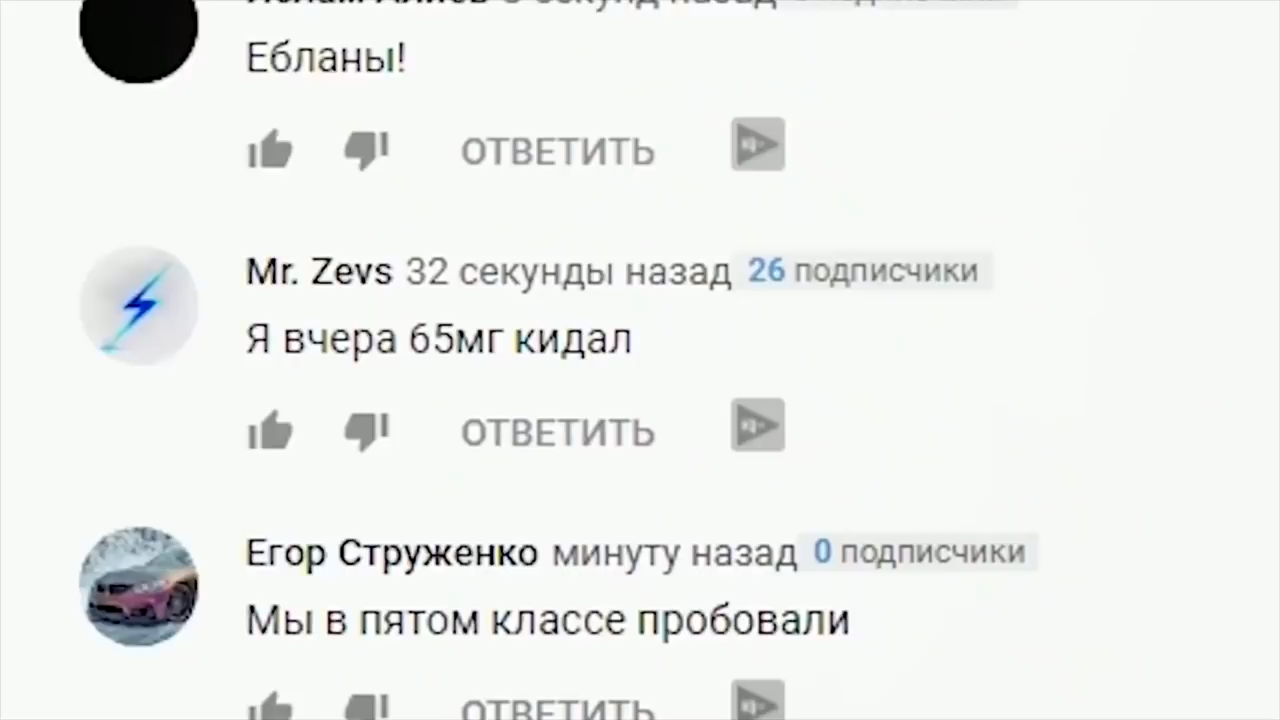 Ебланы!
ОТВЕТИТЬ
Mr. Zevs 32 секунды назад 26 подписчики
Я вчера 65мг кидал
ОТВЕТИТЬ
Егор Струженко минуту назад 0 подписчики
Мы в пятом классе пробовали
ОТВЕТИТЬ